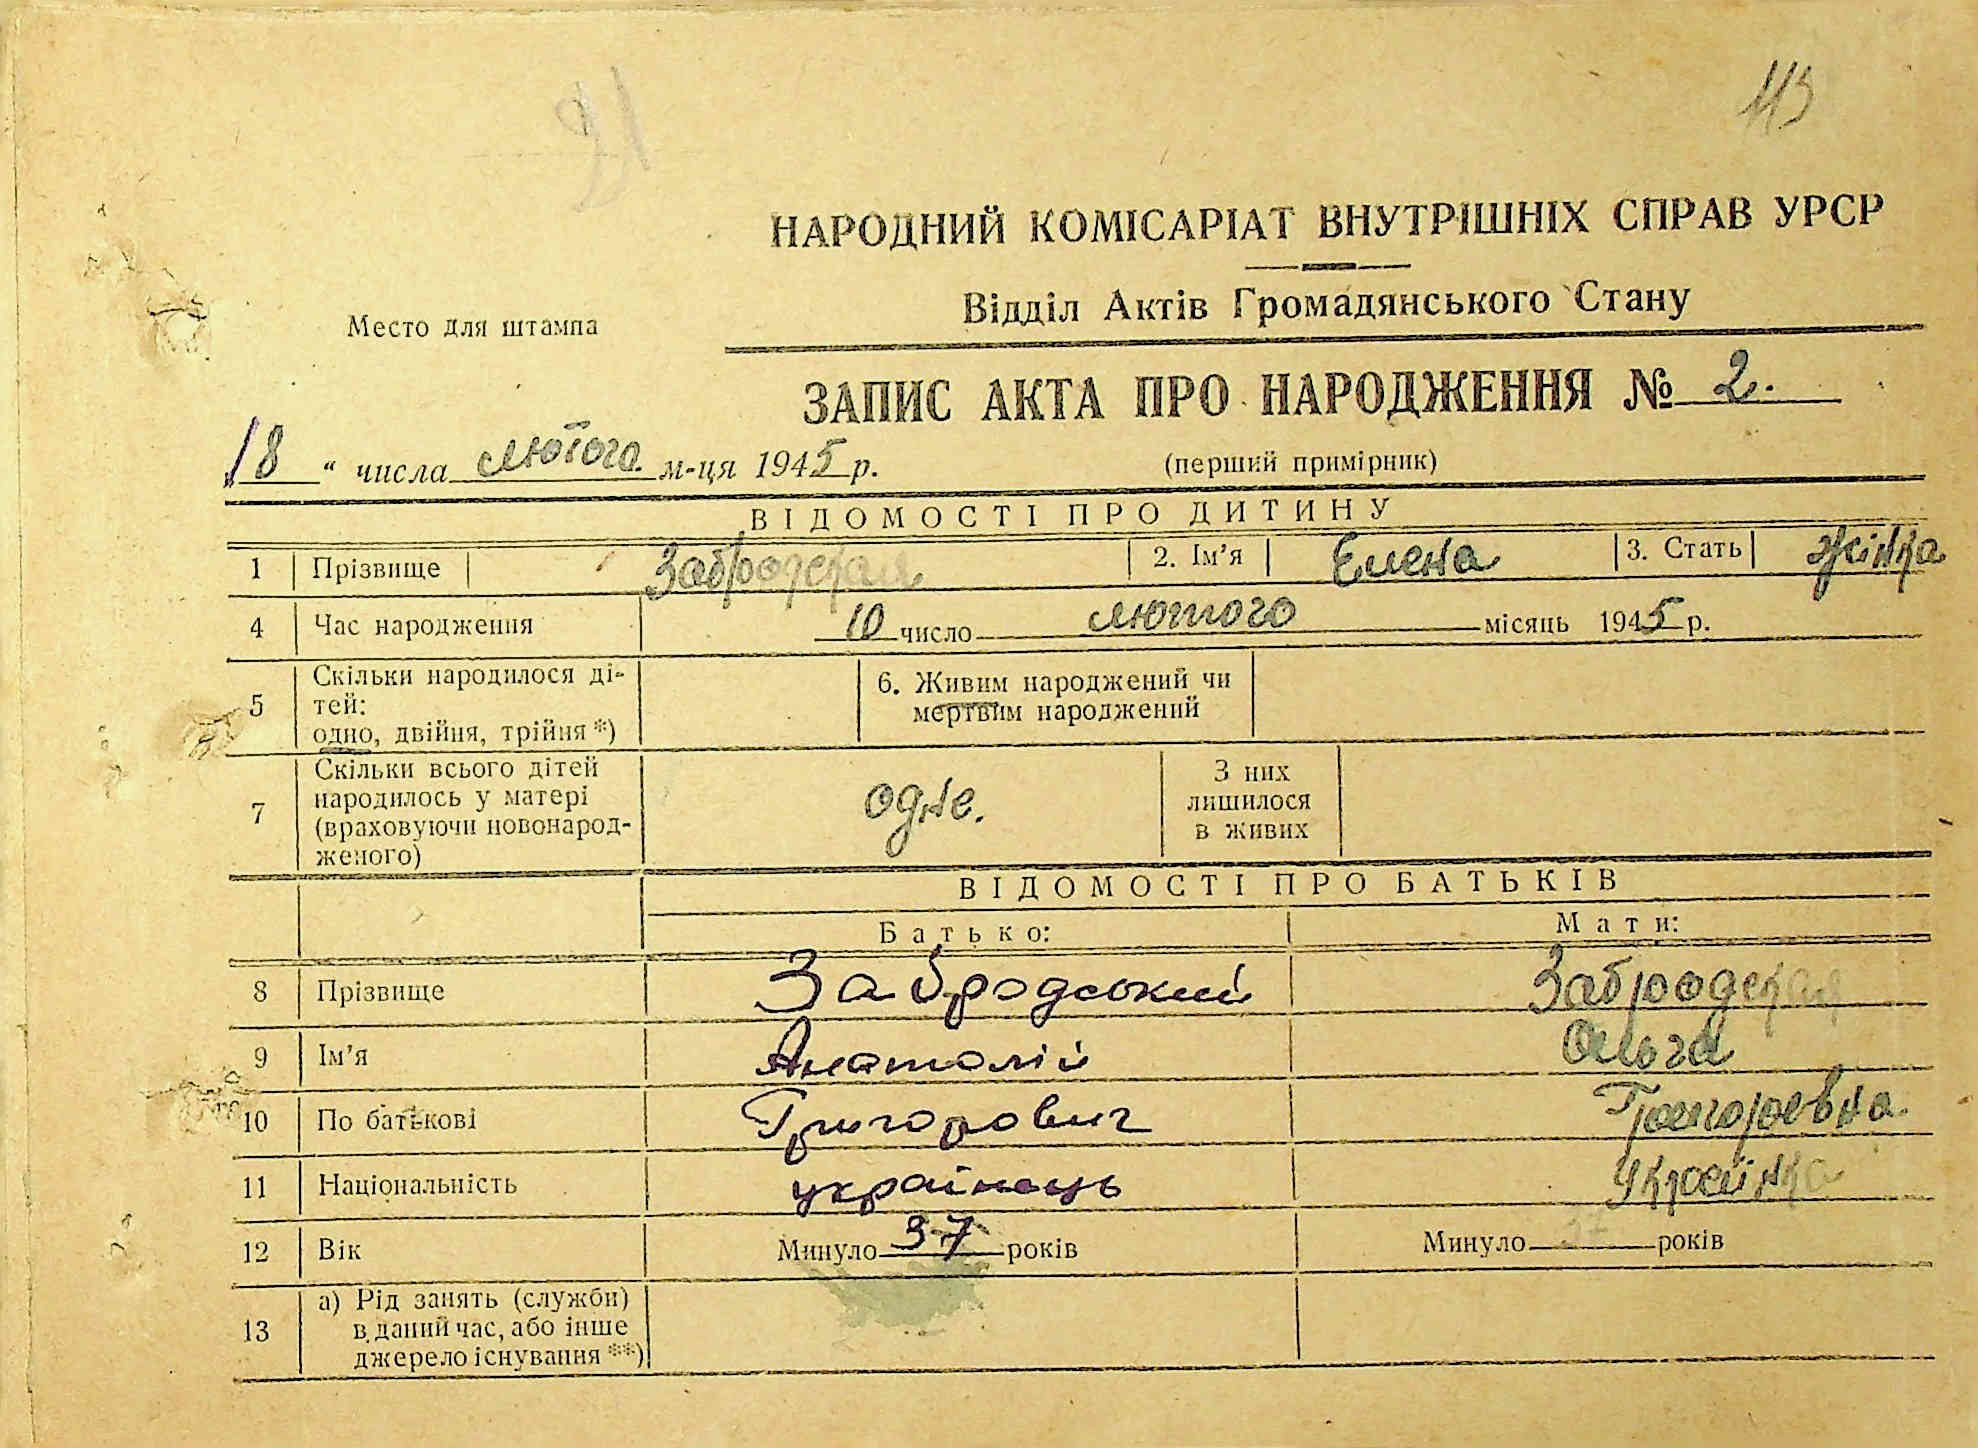 НАРОДНИЙ КОМІСАРІАТ ВНУТРІШНІХ СПРАВ УРСР
Відділ Актів Громадянського Стану
Место для штампа
ЗАПИС АКТА ПРО НАРОДЖЕННЯ № 2.
„18“ числа лютого м-ця 1945 р.
(перший примірник)
ВІДОМОСТІ ПРО ДИТИНУ
1 Прізвище Забродская 2. Ім'я Елена 3. Стать жінка
4 Час народження 10 число лютого місяць 1945 р.
5 Скільки народилося ді-
тей:
одно, двійня, трійня *)
6. Живим народжений чи
мертвим народжений
7 Скільки всього дітей
народилось у матері
(враховуючи новонарод-
женого)
одне.
З них
лишилося
в живих
ВІДОМОСТІ ПРО БАТЬКІВ
Батько: Мати:
8 Прізвище Забродський Забродская
9 Ім'я Анатолій Ольга
10 По батькові Григорович Григорьевна.
11 Національність українець Українка
12 Вік Минуло 37 років Минуло років
13 а) Рід занять (служби)
в даний час, або інше
джерело існування **)